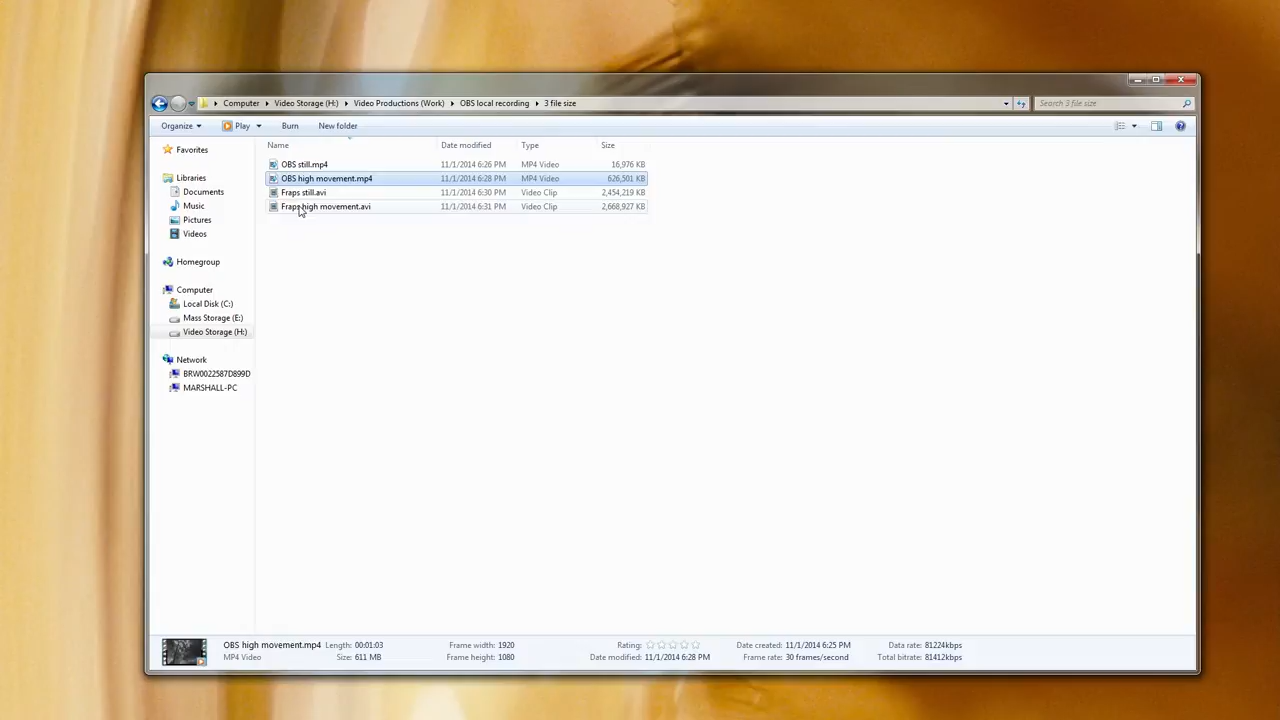 Computer Video Storage (H:) Video Productions (Work) OBS local recording 3 file size Search 3 file size
Organize Play Burn New folder
Favorites
Libraries
Documents
Music
Pictures
Videos
Homegroup
Computer
Local Disk (C:)
Mass Storage (E:)
Video Storage (H:)
Network
BRW0022587D899D
MARSHALL-PC
Name Date modified Type Size
OBS still.mp4 11/1/2014 6:26 PM MP4 Video 16,976 KB
OBS high movement.mp4 11/1/2014 6:28 PM MP4 Video 626,501 KB
Fraps still.avi 11/1/2014 6:30 PM Video Clip 2,454,219 KB
Fraps high movement.avi 11/1/2014 6:31 PM Video Clip 2,668,927 KB
OBS high movement.mp4 Length: 00:01:03 Frame width: 1920 Rating: Date created: 11/1/2014 6:25 PM Data rate: 81224kbps
MP4 Video Size: 611 MB Frame height: 1080 Date modified: 11/1/2014 6:28 PM Frame rate: 30 frames/second Total bitrate: 81412kbps